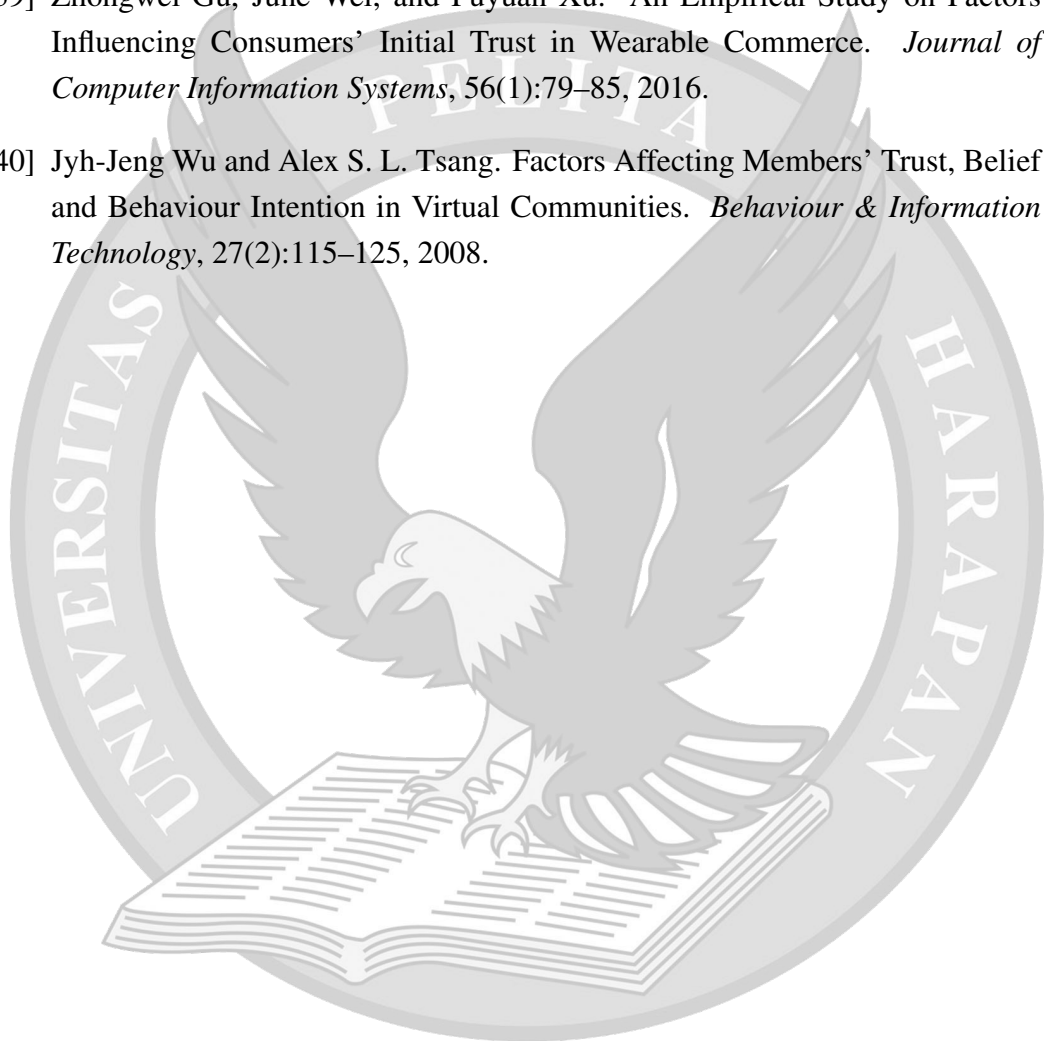 39] Zhongwei Gu, June Wei, and Fuyuan Xu. An Empirical Study on Factors
Influencing Consumers’ Initial Trust in Wearable Commerce. Journal of
Computer Information Systems, 56(1):79–85, 2016.
40] Jyh-Jeng Wu and Alex S. L. Tsang. Factors Affecting Members’ Trust, Belief
and Behaviour Intention in Virtual Communities. Behaviour & Information
Technology, 27(2):115–125, 2008.
UNIVERSITAS PELITA HARAPAN